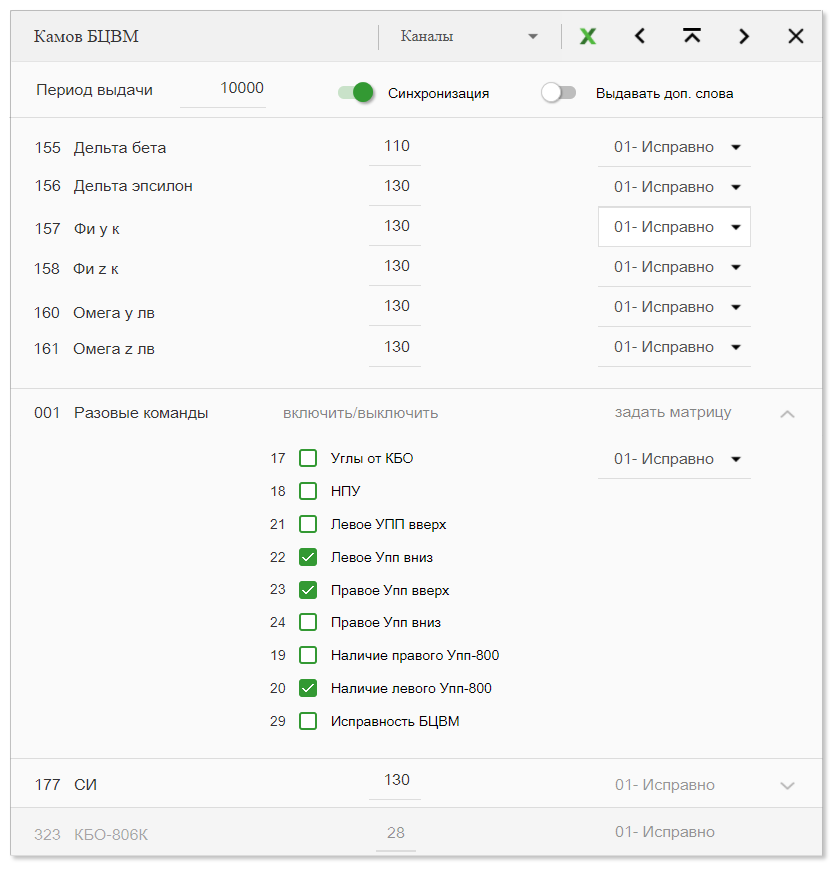 Камов БЦВМ Каналы
Период выдачи 10000 Синхронизация Выдавать доп. слова
155 Дельта бета 110 01- Исправно
156 Дельта эпсилон 130 01- Исправно
157 Фи у к 130 01- Исправно
158 Фи z к 130 01- Исправно
160 Омега у лв 130 01- Исправно
161 Омега z лв 130 01- Исправно
001 Разовые команды включить/выключить задать матрицу
17 Углы от КБО 01- Исправно
18 НПУ
21 Левое УПП вверх
22 Левое Упп вниз
23 Правое Упп вверх
24 Правое Упп вниз
19 Наличие правого Упп-800
20 Наличие левого Упп-800
29 Исправность БЦВМ
177 СИ 130 01- Исправно
323 КБО-806К 28 01- Исправно